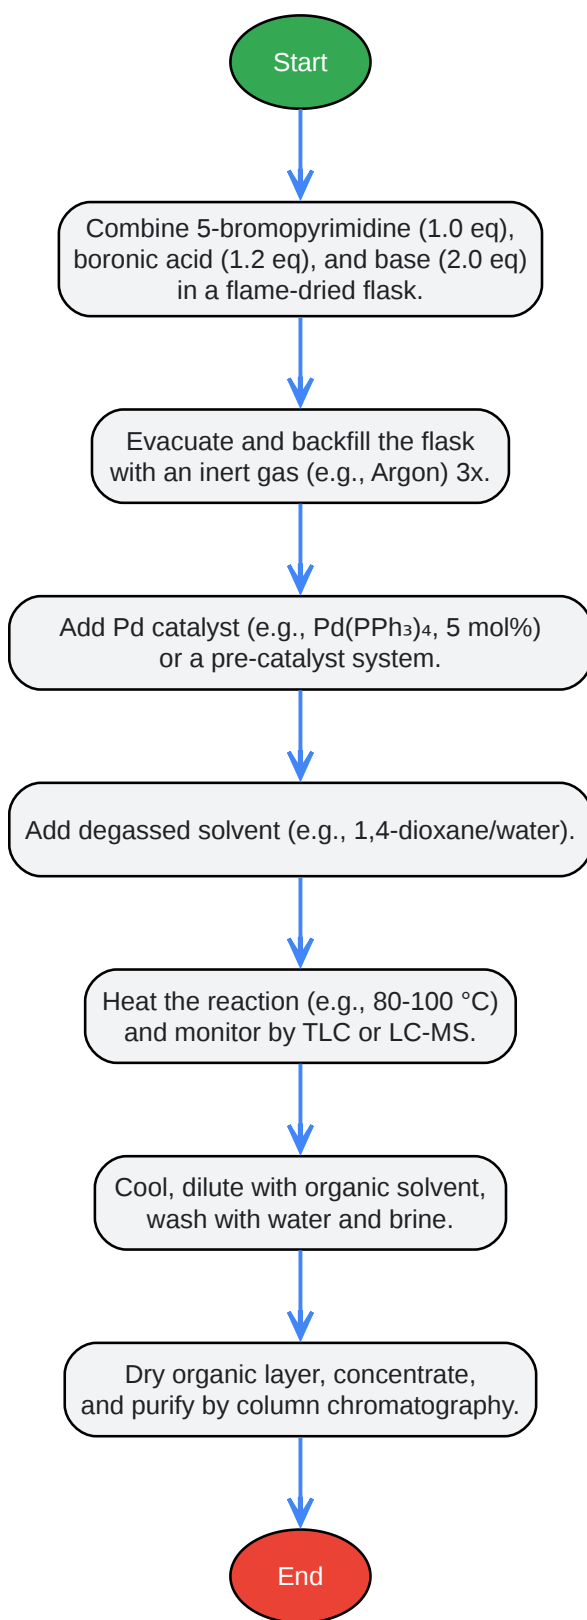 Start
Combine 5-bromopyrimidine (1.0 eq),
boronic acid (1.2 eq), and base (2.0 eq)
in a flame-dried flask.
Evacuate and backfill the flask
with an inert gas (e.g., Argon) 3x.
Add Pd catalyst (e.g., Pd(PPh₃)₄, 5 mol%)
or a pre-catalyst system.
Add degassed solvent (e.g., 1,4-dioxane/water).
Heat the reaction (e.g., 80-100 °C)
and monitor by TLC or LC-MS.
Cool, dilute with organic solvent,
wash with water and brine.
Dry organic layer, concentrate,
and purify by column chromatography.
End